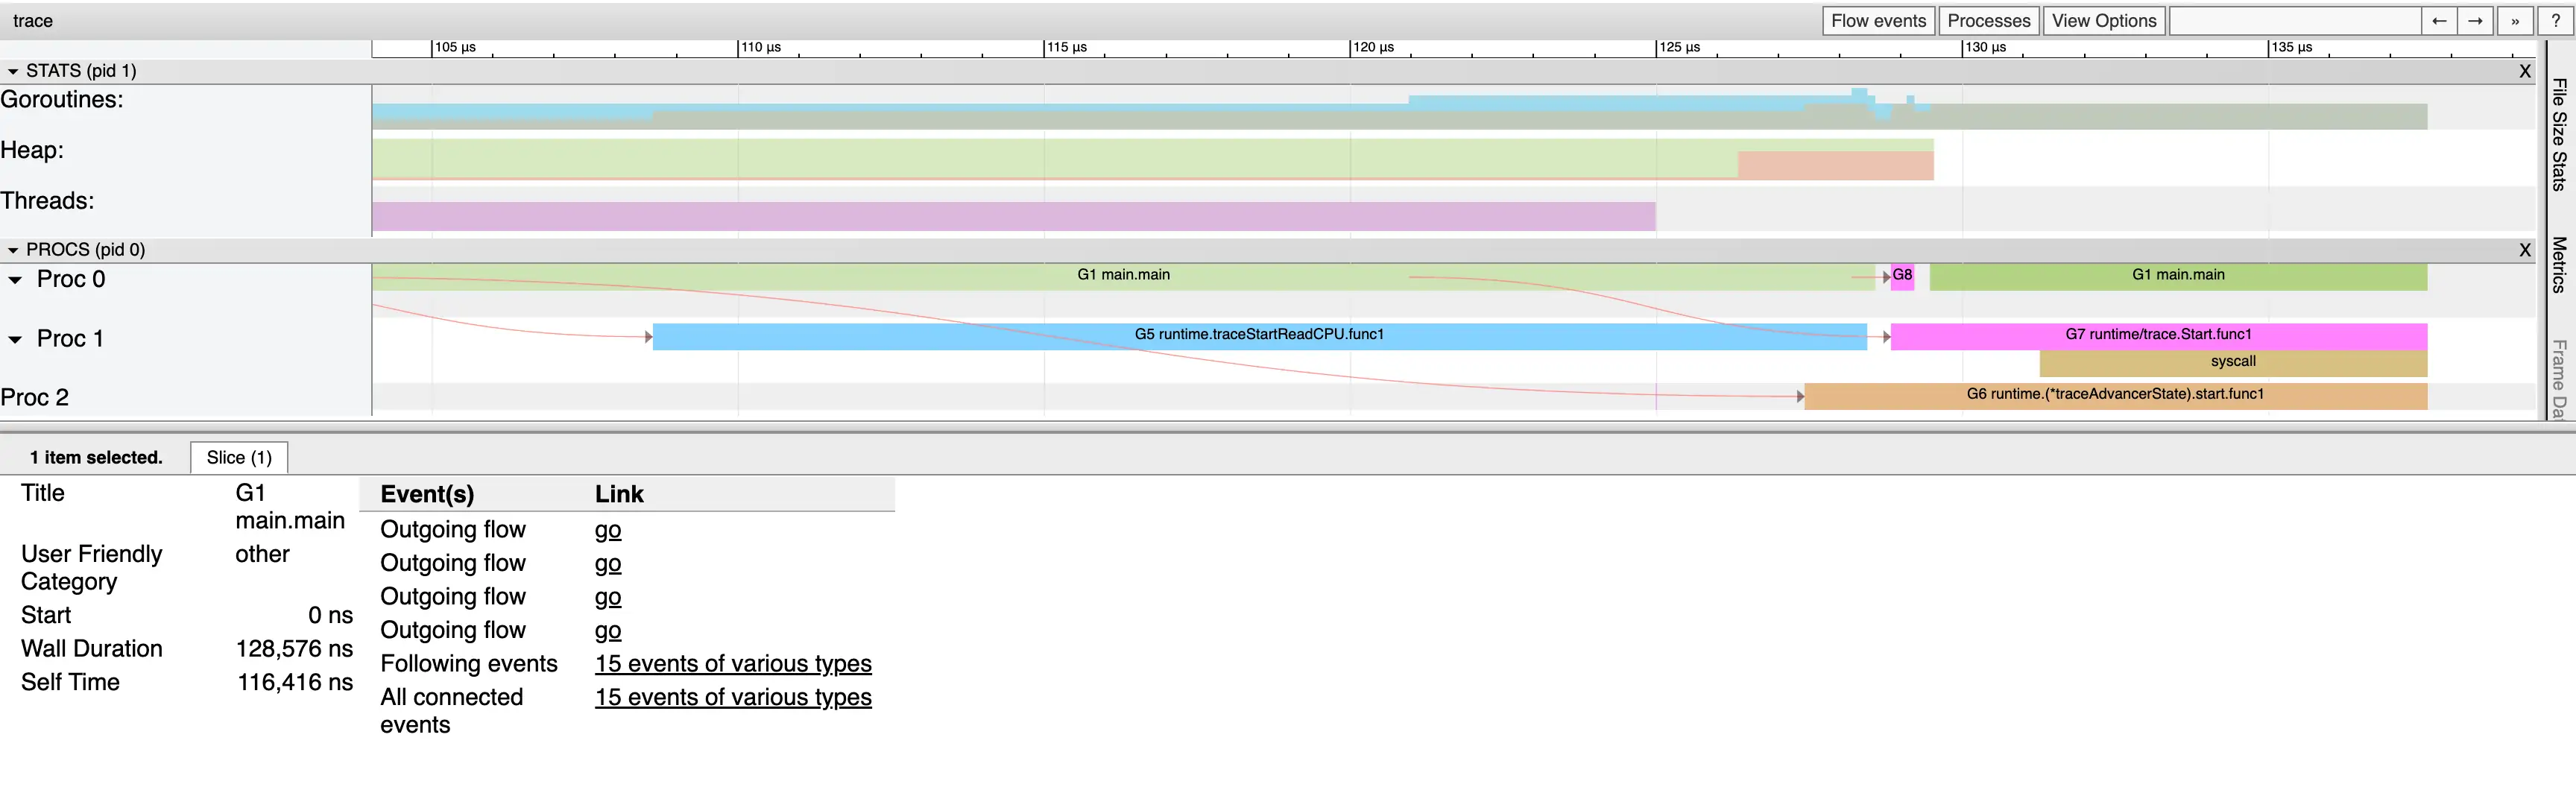 trace
Flow events
Processes
View Options
←
→
»
?
105 µs
110 µs
115 µs
120 µs
125 µs
130 µs
135 µs
STATS (pid 1)
X
Goroutines:
Heap:
Threads:
PROCS (pid 0)
X
Proc 0
G1 main.main
G8
G1 main.main
Proc 1
G5 runtime.traceStartReadCPU.func1
G7 runtime/trace.Start.func1
syscall
Proc 2
G6 runtime.(*traceAdvancerState).start.func1
File Size Stats
Metrics
Frame Da
1 item selected.
Slice (1)
Title
G1
main.main
User Friendly
Category
other
Start
0 ns
Wall Duration
128,576 ns
Self Time
116,416 ns
Event(s)
Link
Outgoing flow
go
Outgoing flow
go
Outgoing flow
go
Outgoing flow
go
Following events
15 events of various types
All connected
events
15 events of various types